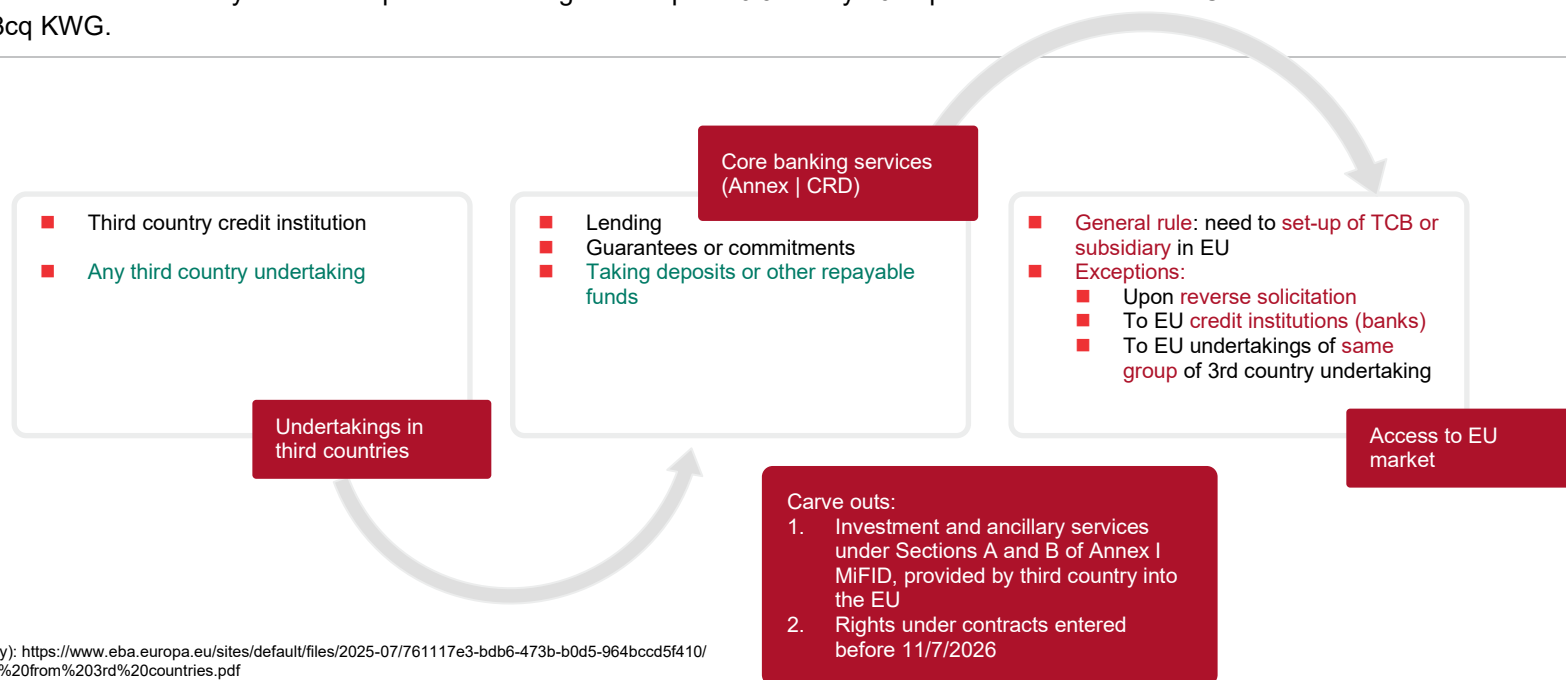 3cq KWG.
Core banking services
(Annex | CRD)
Third country credit institution
Any third country undertaking
Undertakings in
third countries
Lending
Guarantees or commitments
Taking deposits or other repayable
funds
General rule: need to set-up of TCB or
subsidiary in EU
Exceptions:
Upon reverse solicitation
To EU credit institutions (banks)
To EU undertakings of same
group of 3rd country undertaking
Access to EU
market
Carve outs:
1. Investment and ancillary services
under Sections A and B of Annex I
MiFID, provided by third country into
the EU
2. Rights under contracts entered
before 11/7/2026
y): https://www.eba.europa.eu/sites/default/files/2025-07/761117e3-bdb6-473b-b0d5-964bccd5f410/
%20from%203rd%20countries.pdf